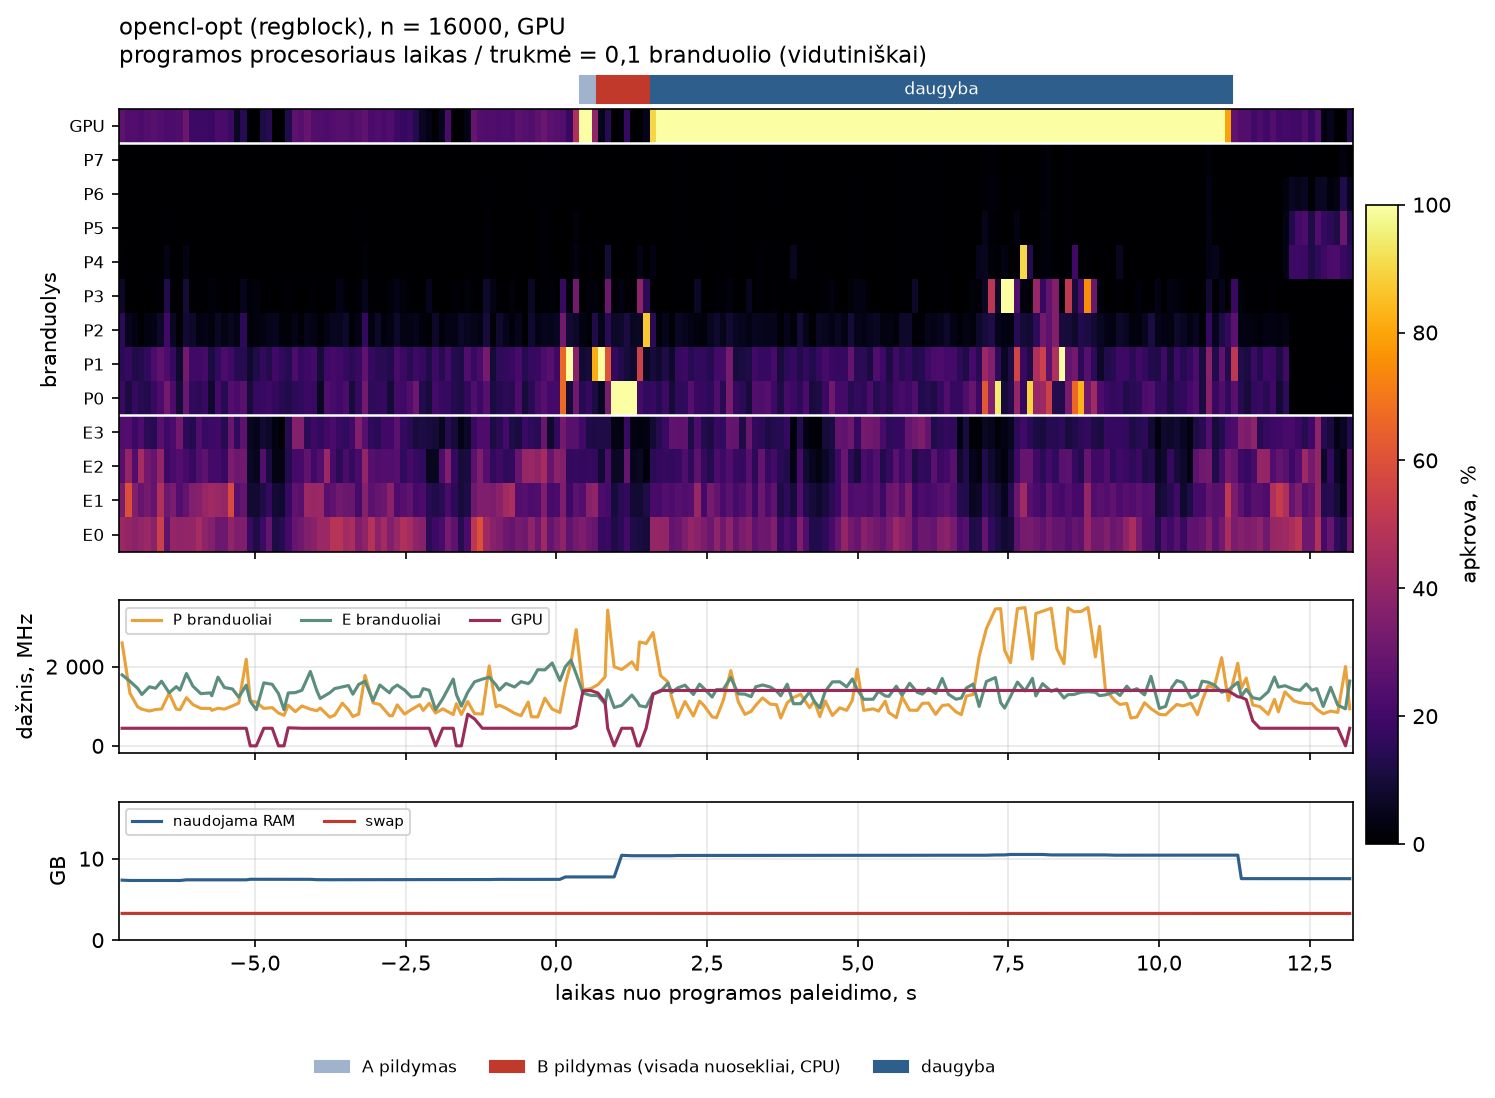 opencl-opt (regblock), n = 16000, GPU
programos procesoriaus laikas / trukmė = 0,1 branduolio (vidutiniškai)
daugyba
GPU
P7
P6
P5
P4
P3
P2
P1
P0
E3
E2
E1
E0
branduolys
100
80
60
40
20
0
apkrova, %
P branduoliai
E branduoliai
GPU
2 000
0
dažnis, MHz
naudojama RAM
swap
10
0
GB
−5,0
−2,5
0,0
2,5
5,0
7,5
10,0
12,5
laikas nuo programos paleidimo, s
A pildymas
B pildymas (visada nuosekliai, CPU)
daugyba